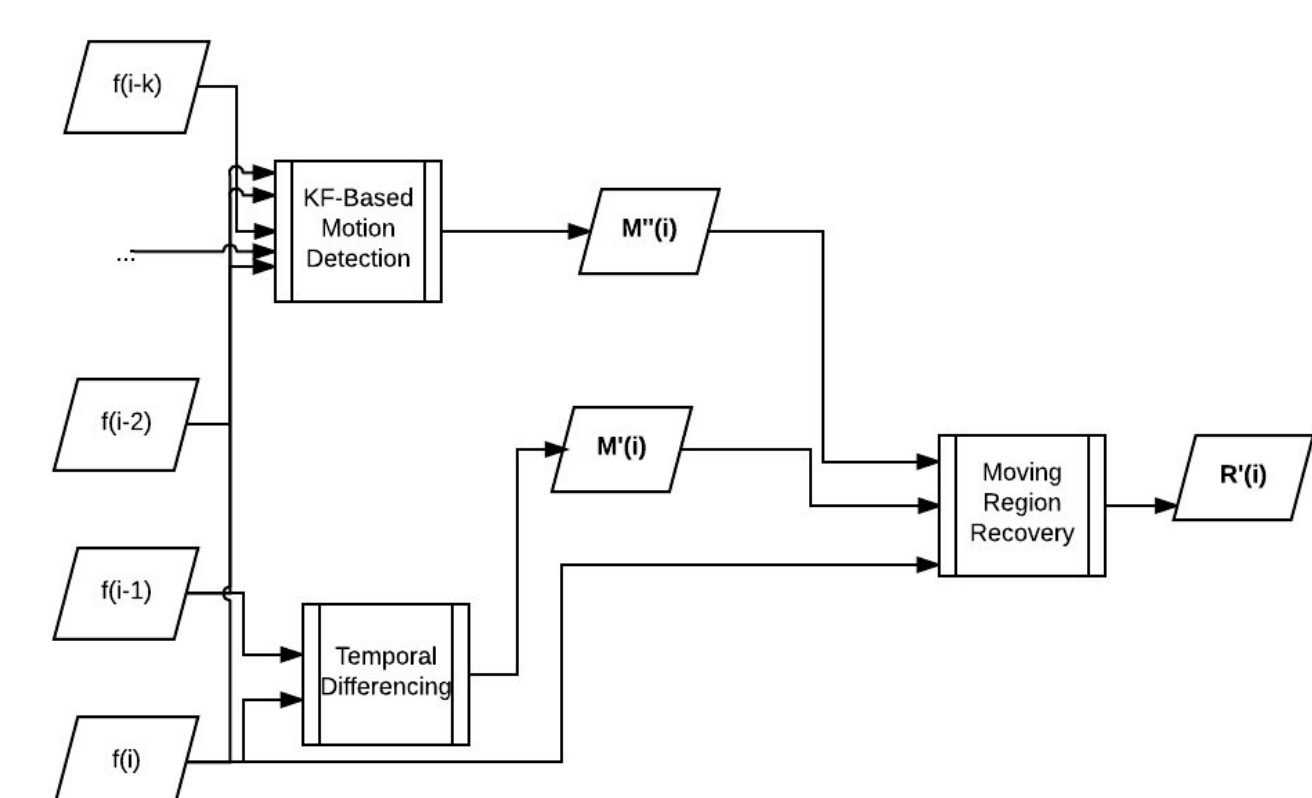 f(i-k)
KF-Based
Motion
Detection
M''(i)
...
f(i-2)
M'(i)
Moving
Region
Recovery
R'(i)
f(i-1)
Temporal
Differencing
f(i)